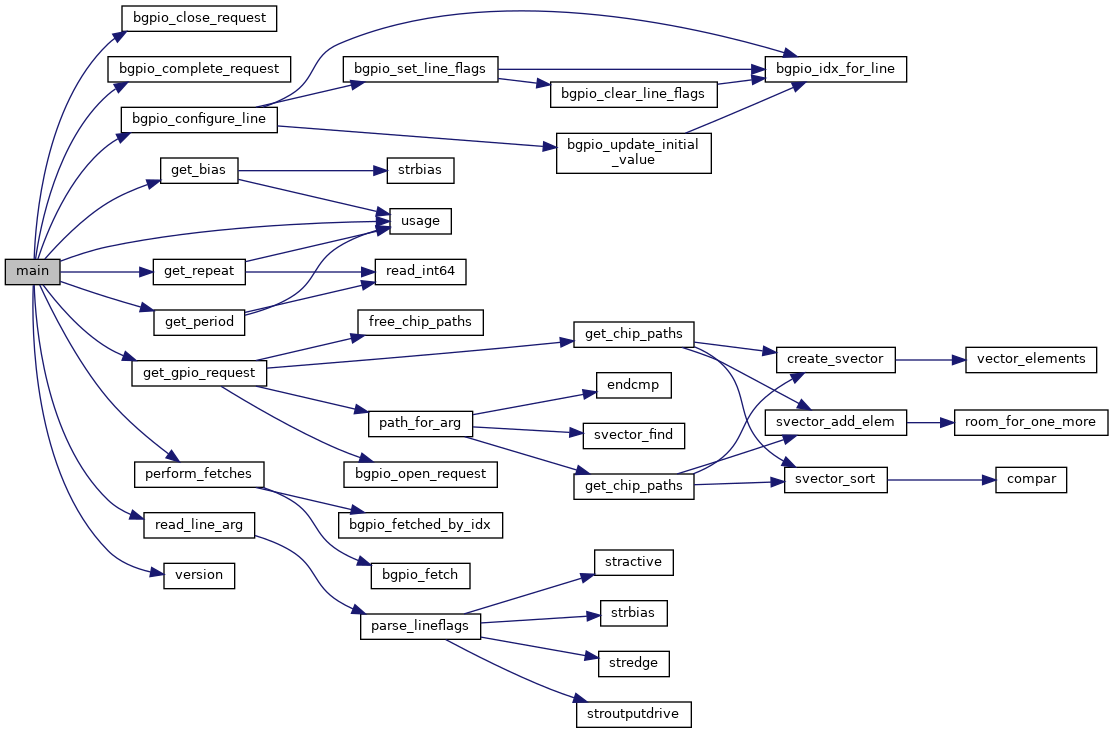 main
bgpio_close_request
bgpio_complete_request
bgpio_configure_line
get_bias
get_repeat
get_period
get_gpio_request
perform_fetches
read_line_arg
version
bgpio_set_line_flags
strbias
usage
read_int64
free_chip_paths
path_for_arg
bgpio_open_request
bgpio_fetched_by_idx
bgpio_fetch
parse_lineflags
bgpio_clear_line_flags
bgpio_update_initial
_value
get_chip_paths
endcmp
svector_find
get_chip_paths
stractive
strbias
stredge
stroutputdrive
bgpio_idx_for_line
create_svector
svector_add_elem
svector_sort
vector_elements
room_for_one_more
compar